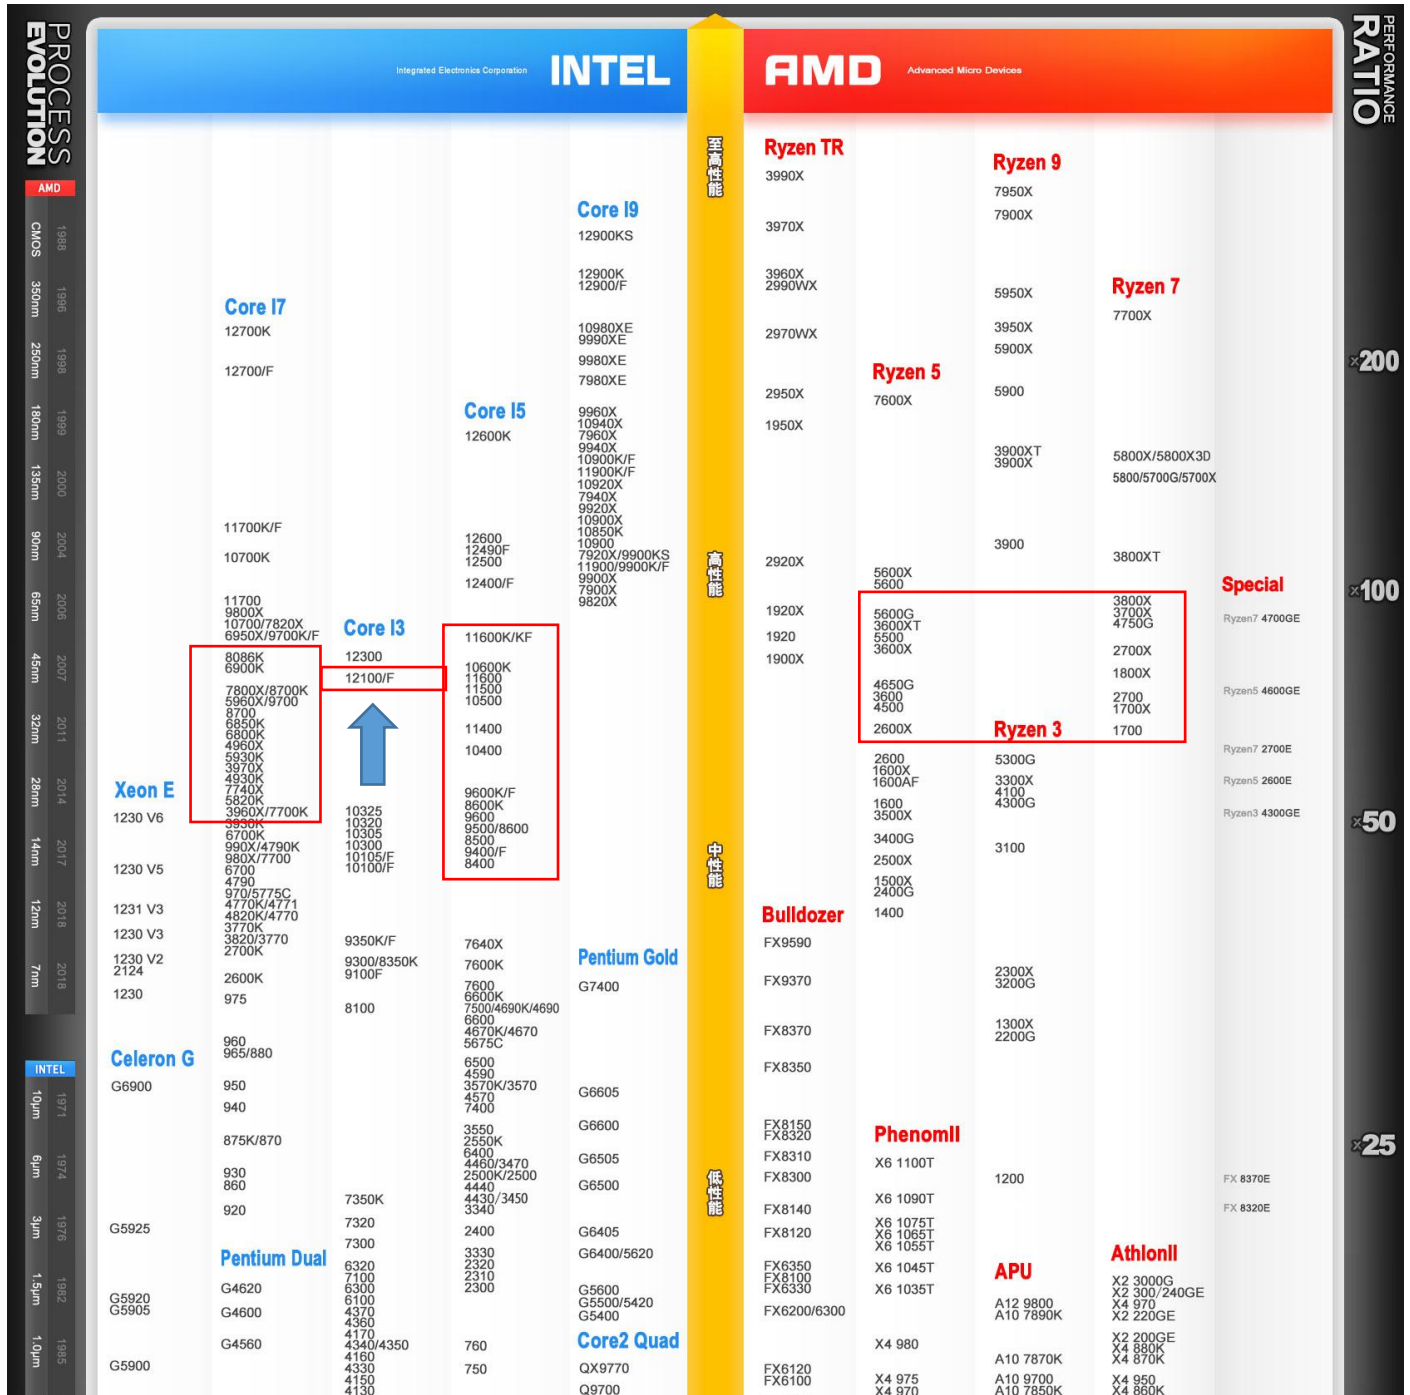 PROCESS
EVOLUTION
AMD
1988
CMOS
1996
350nm
1998
250nm
1999
180nm
2000
135nm
2004
90nm
2006
65nm
2007
45nm
2011
32nm
2014
28nm
2017
14nm
2018
12nm
2018
7nm
INTEL
1971
10μm
1974
6μm
1976
3μm
1982
1.5μm
1985
1.0μm
Integrated Electronics Corporation
INTEL
Xeon E
1230 V6
1230 V5
1231 V3
1230 V3
1230 V2
2124
1230
Celeron G
G6900
G5925
G5920
G5905
G5900
Core I7
12700K
12700/F
11700K/F
10700K
11700
9800X
10700/7820X
6950X/9700K/F
8086K
6900K
7800X/8700K
5960X/9700
8700
6850K
6800K
4960X
5930K
3970X
4930K
7740X
5820K
3960X/7700K
3930K
6700K
990X/4790K
980X/7700
6700
4790
970/5775C
4770K/4771
4820K/4770
3770K
3820/3770
2700K
2600K
975
960
965/880
950
940
875K/870
930
860
920
Pentium Dual
G4620
G4600
G4560
Core I3
12300
12100/F
10325
10320
10305
10300
10105/F
10100/F
9350K/F
9300/8350K
9100F
8100
7350K
7320
7300
6320
7100
6300
6100
4370
4360
4170
4340/4350
4160
4330
4150
4130
Core I5
12600K
12600
12490F
12500
12400/F
11600K/KF
10600K
11600
11500
10500
11400
10400
9600K/F
8600K
9600
9500/8600
8500
9400/F
8400
7640X
7600K
7600
6600K
7500/4690K/4690
6600
4670K/4670
5675C
6500
4590
3570K/3570
4570
7400
3550
2550K
6400
4460/3470
2500K/2500
4440
4430/3450
3340
2400
3330
2320
2310
2300
760
750
Core I9
12900KS
12900K
12900/F
10980XE
9990XE
9980XE
7980XE
9960X
10940X
7960X
9940X
10900K/F
11900K/F
10920X
7940X
9920X
10900X
10850K
10900
7920X/9900KS
11900/9900K/F
9900X
7900X
9820X
Pentium Gold
G7400
G6605
G6600
G6505
G6500
G6405
G6400/5620
G5600
G5500/5420
G5400
Core2 Quad
QX9770
Q9700
至高性能
高性能
中性能
低性能
AMD
Advanced Micro Devices
Ryzen TR
3990X
3970X
3960X
2990WX
2970WX
2950X
1950X
2920X
1920X
1920
1900X
Bulldozer
FX9590
FX9370
FX8370
FX8350
FX8150
FX8320
FX8310
FX8300
FX8140
FX8120
FX6350
FX8100
FX6330
FX6200/6300
FX6120
FX6100
Ryzen 5
7600X
5600X
5600
5600G
3600XT
5500
3600X
4650G
3600
4500
2600X
2600
1600X
1600AF
1600
3500X
3400G
2500X
1500X
2400G
1400
PhenomII
X6 1100T
X6 1090T
X6 1075T
X6 1065T
X6 1055T
X6 1045T
X6 1035T
X4 980
X4 975
X4 970
Ryzen 9
7950X
7900X
5950X
3950X
5900X
5900
3900XT
3900X
3900
Ryzen 3
5300G
3300X
4100
4300G
3100
2300X
3200G
1300X
2200G
1200
APU
A12 9800
A10 7890K
A10 7870K
A10 9700
A10 7850K
Ryzen 7
7700X
5800X/5800X3D
5800/5700G/5700X
3800XT
3800X
3700X
4750G
2700X
1800X
2700
1700X
1700
AthlonII
X2 3000G
X2 300/240GE
X4 970
X2 220GE
X2 200GE
X4 880K
X4 870K
X4 950
X4 860K
Special
Ryzen7 4700GE
Ryzen5 4600GE
Ryzen7 2700E
Ryzen5 2600E
Ryzen3 4300GE
FX 8370E
FX 8320E
PERFORMANCE
RATIO
×200
×100
×50
×25